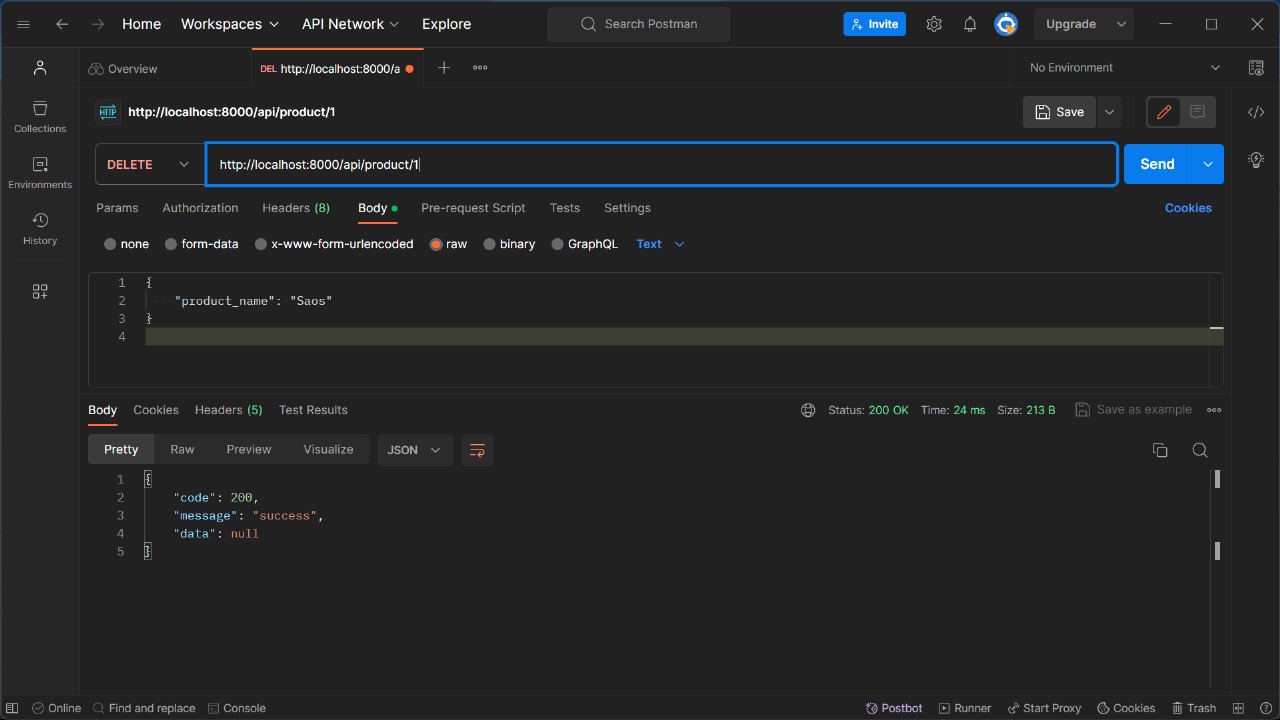 Home Workspaces API Network Explore Search Postman Invite Upgrade
Overview DEL http://localhost:8000/a No Environment
HTTP http://localhost:8000/api/product/1 Save
Collections
DELETE http://localhost:8000/api/product/1 Send
Environments
Params Authorization Headers (8) Body Pre-request Script Tests Settings Cookies
History
none form-data x-www-form-urlencoded raw binary GraphQL Text
1 {
2 "product_name": "Saos"
3 }
4
Body Cookies Headers (5) Test Results Status: 200 OK Time: 24 ms Size: 213 B Save as example
Pretty Raw Preview Visualize JSON
1 {
2 "code": 200,
3 "message": "success",
4 "data": null
5 }
Online Find and replace Console Postbot Runner Start Proxy Cookies Trash